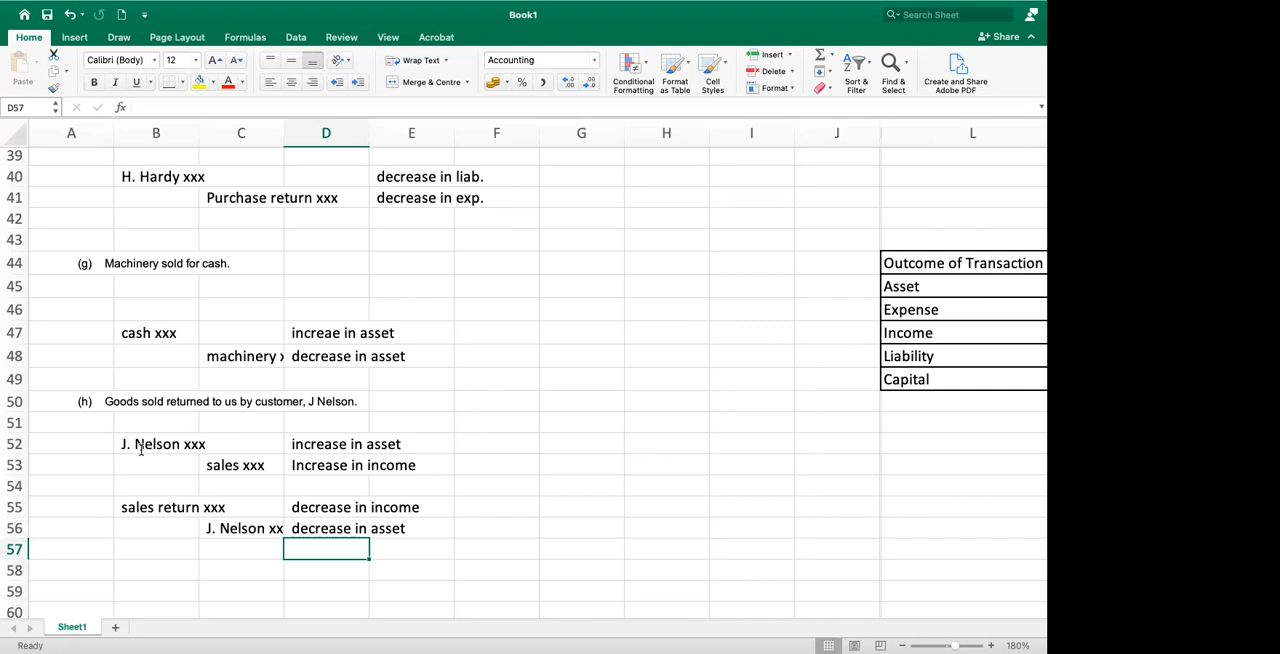 Book1
Search Sheet
Home Insert Draw Page Layout Formulas Data Review View Acrobat
Share
Paste
Calibri (Body) 12 A A
B I U A
Wrap Text
Merge & Centre
Accounting
%
Conditional Formatting
Format as Table
Cell Styles
Insert
Delete
Format
Sort & Filter
Find & Select
Create and Share Adobe PDF
D57 fx
A B C D E F G H I J L
39
40 H. Hardy xxx decrease in liab.
41 Purchase return xxx decrease in exp.
42
43
44 (g) Machinery sold for cash. Outcome of Transaction
45 Asset
46 Expense
47 cash xxx increae in asset Income
48 machinery x decrease in asset Liability
49 Capital
50 (h) Goods sold returned to us by customer, J Nelson.
51
52 J. Nelson xxx increase in asset
53 sales xxx Increase in income
54
55 sales return xxx decrease in income
56 J. Nelson xx decrease in asset
57
58
59
60
Sheet1
Ready 180%